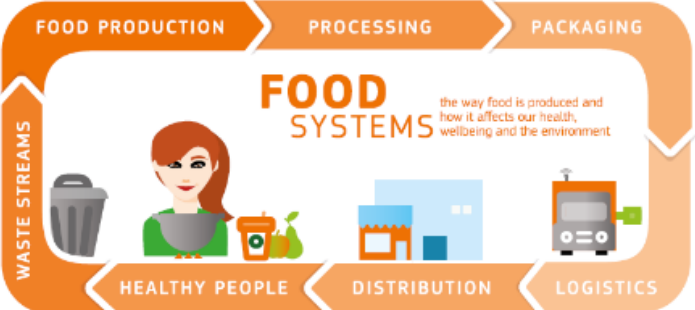 FOOD PRODUCTION
PROCESSING
PACKAGING
FOOD
SYSTEMS
the way food is produced and
how it affects our health,
wellbeing and the environment
WASTE STREAMS
HEALTHY PEOPLE
DISTRIBUTION
LOGISTICS